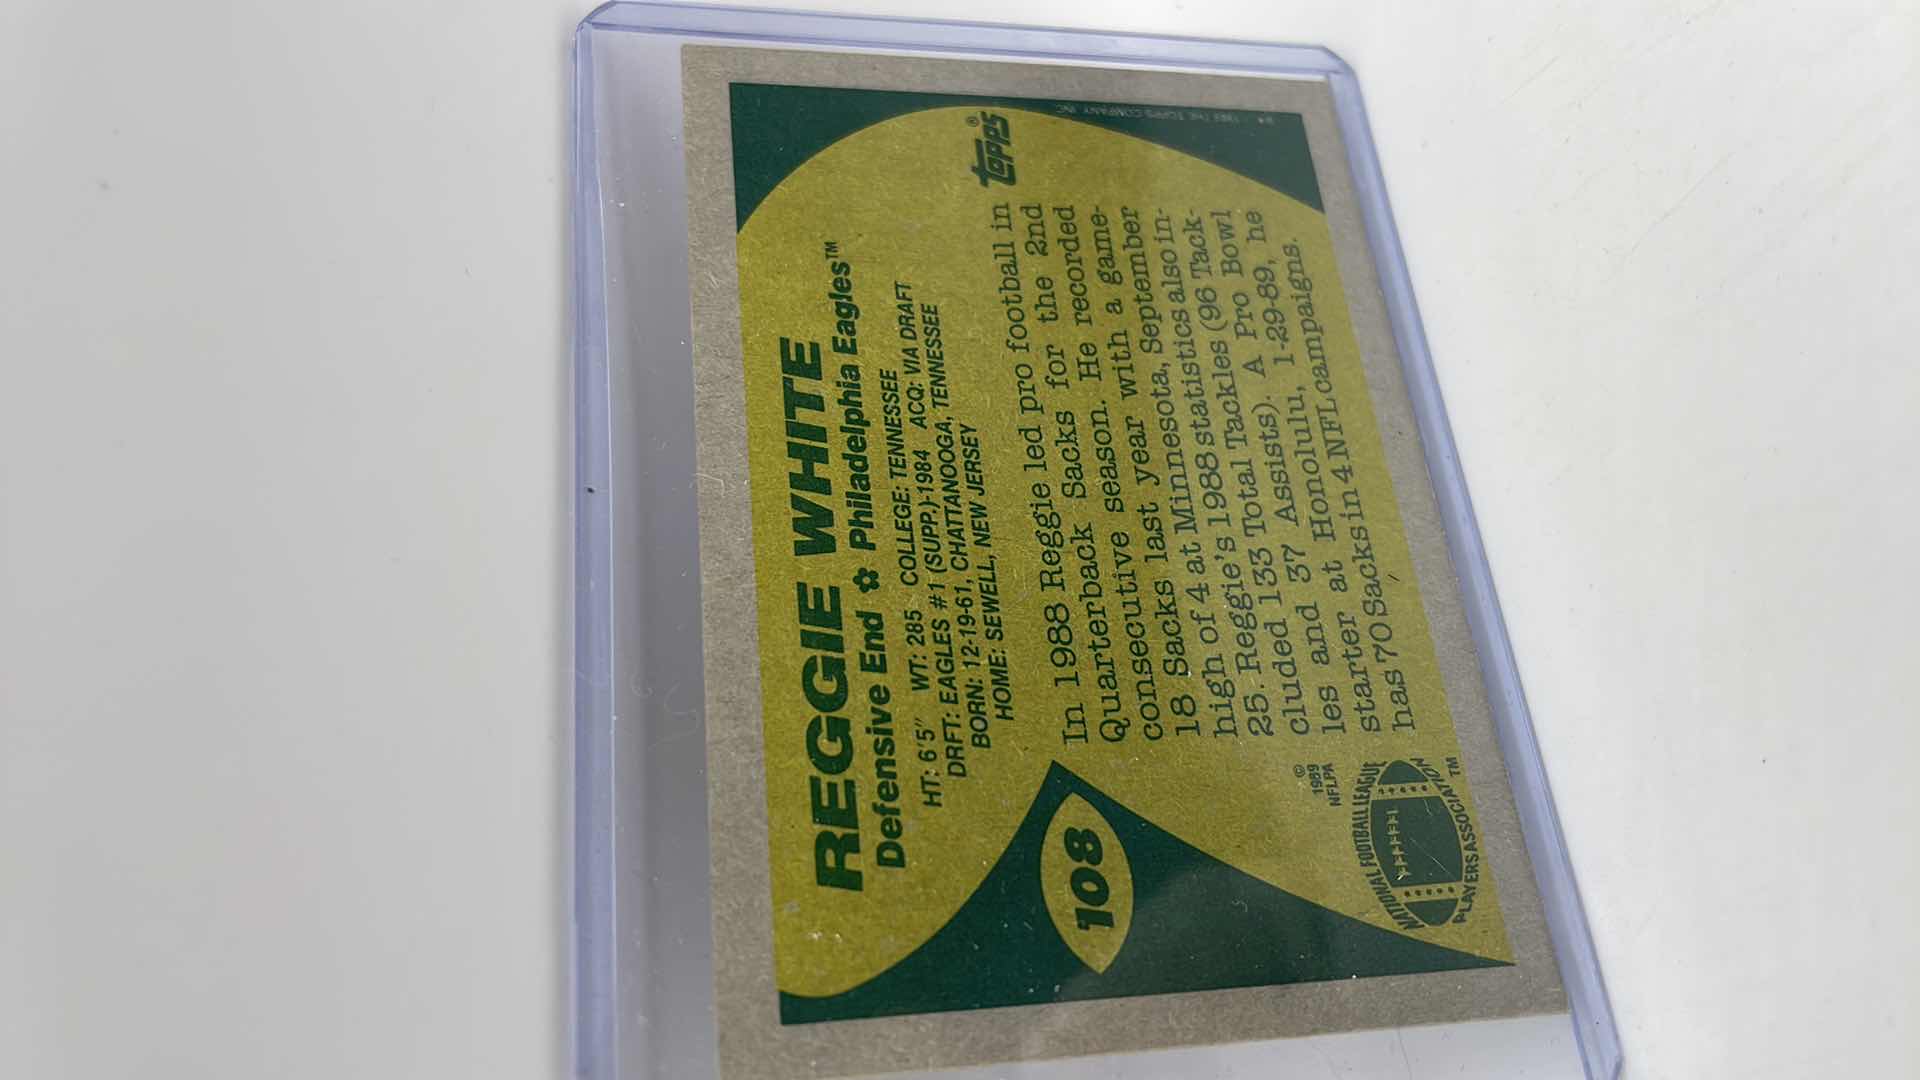 REGGIE WHITE
Defensive End ✿ Philadelphia Eagles™
HT: 6'5" WT: 285 COLLEGE: TENNESSEE
DRFT: EAGLES #1 (SUPP.)-1984 ACQ: VIA DRAFT
BORN: 12-19-61, CHATTANOOGA, TENNESSEE
HOME: SEWELL, NEW JERSEY
topps®
In 1988 Reggie led pro football in
Quarterback Sacks for the 2nd
consecutive season. He recorded
18 Sacks last year with a game-
high of 4 at Minnesota, September
25. Reggie's 1988 statistics also in-
cluded 133 Total Tackles (96 Tack-
les and 37 Assists). A Pro Bowl
starter at Honolulu, 1-29-89, he
has 70 Sacks in 4 NFL campaigns.
108
© 1989
NFLPA
NATIONAL FOOTBALL LEAGUE
PLAYERS ASSOCIATION
TM
THE TOPPS COMPANY, INC.